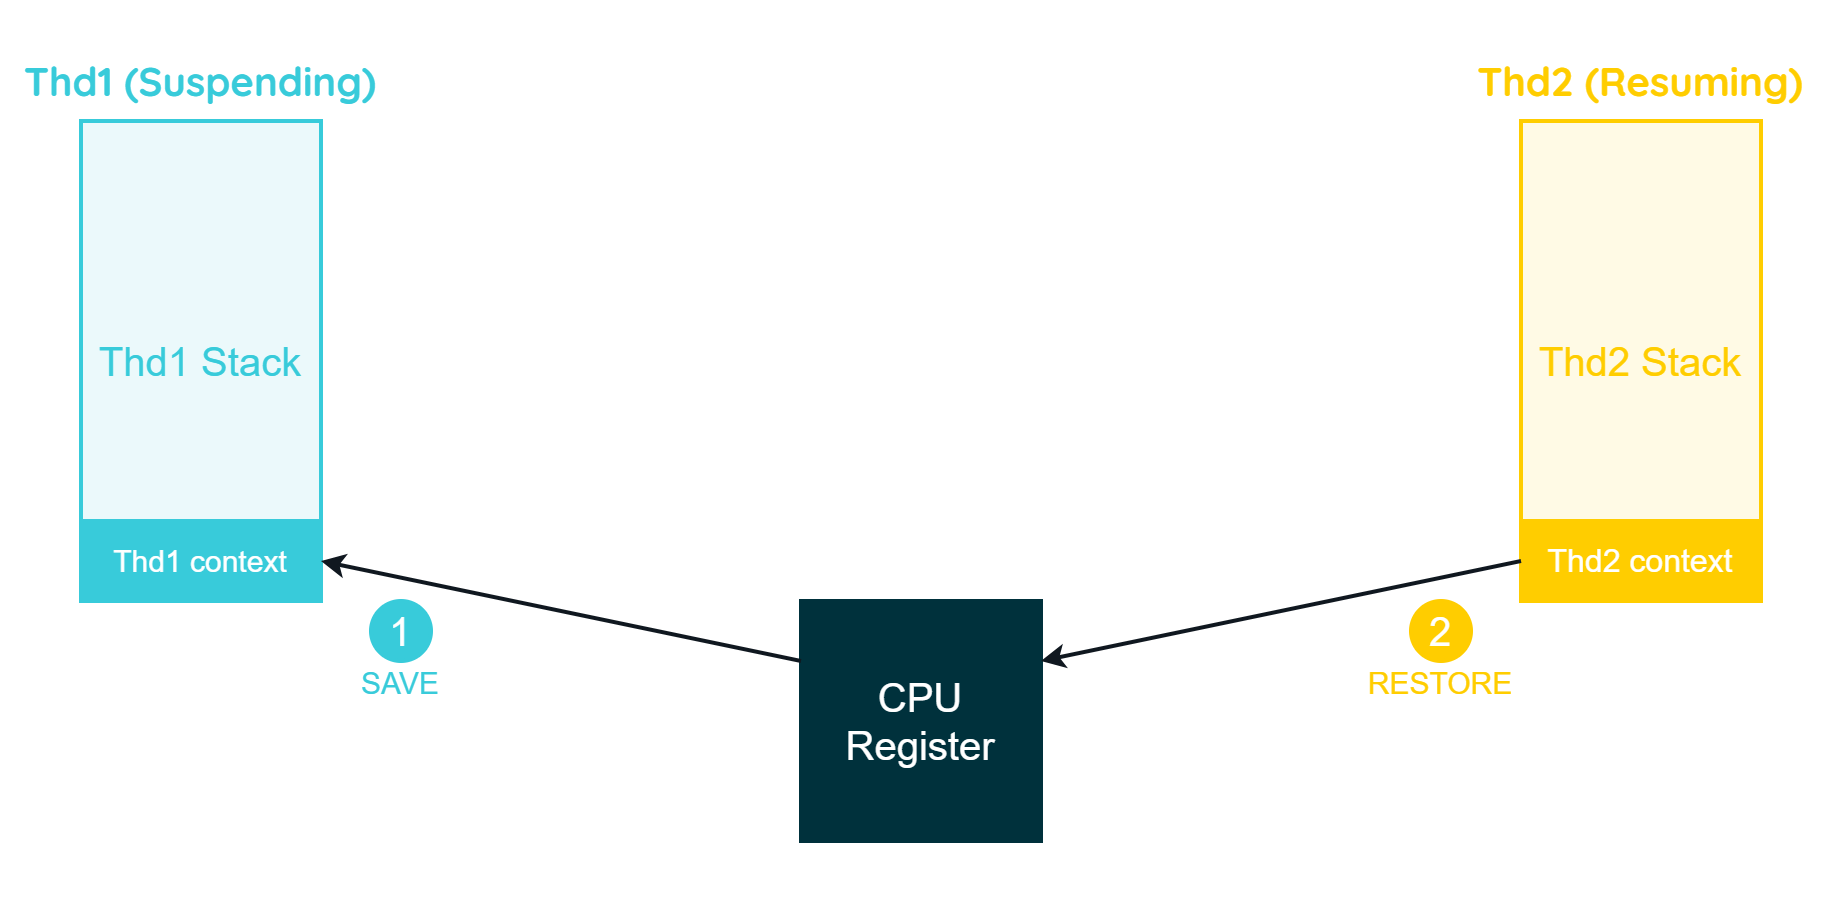 Thd1 (Suspending)
Thd2 (Resuming)
Thd1 Stack
Thd2 Stack
Thd1 context
Thd2 context
1
SAVE
2
RESTORE
CPU
Register